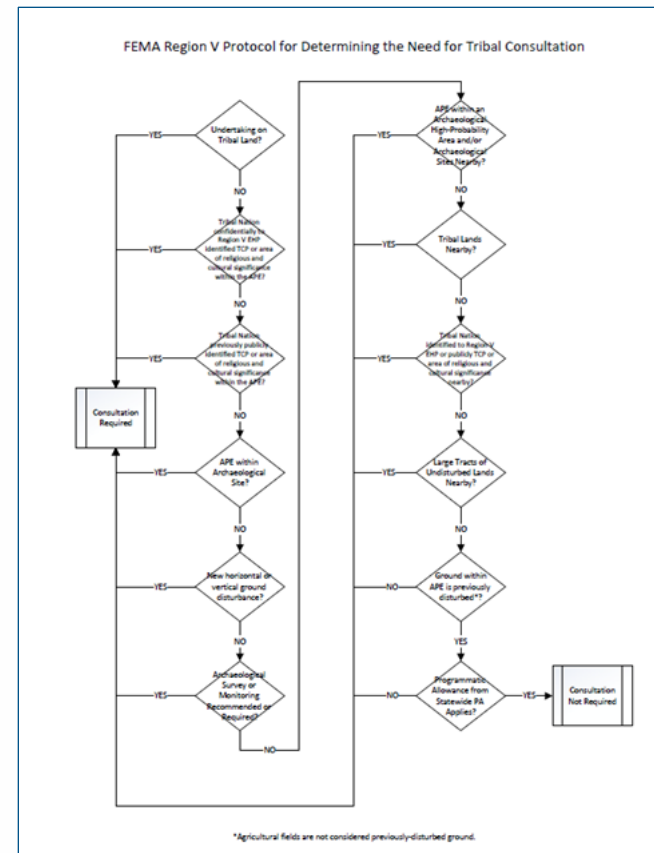 FEMA Region V Protocol for Determining the Need for Tribal Consultation
Undertaking on
Tribal Land?
YES
NO
Tribal Nation
confidentially to
Region V EHP
identified TCP or area
of religious and
cultural significance
within the APE?
YES
NO
Tribal Nation
previously publicly
identified TCP or area
of religious and
cultural significance
within the APE?
YES
NO
Consultation
Required
APE within
Archaeological
Site?
YES
NO
New horizontal or
vertical ground
disturbance?
YES
NO
Archaeological
Survey or
Monitoring
Recommended or
Required?
YES
NO
APE within an
Archaeological
High-Probability
Area and/or
Archaeological
Sites Nearby?
YES
NO
Tribal Lands
Nearby?
YES
NO
Tribal Nation
identified to Region V
EHP or publicly TCP or
area of religious and
cultural significance
nearby?
YES
NO
Large Tracts of
Undisturbed Lands
Nearby?
YES
NO
Ground within
APE is previously
disturbed*?
NO
YES
Programmatic
Allowance from
Statewide PA
Applies?
NO
YES
Consultation
Not Required
*Agricultural fields are not considered previously-disturbed ground.